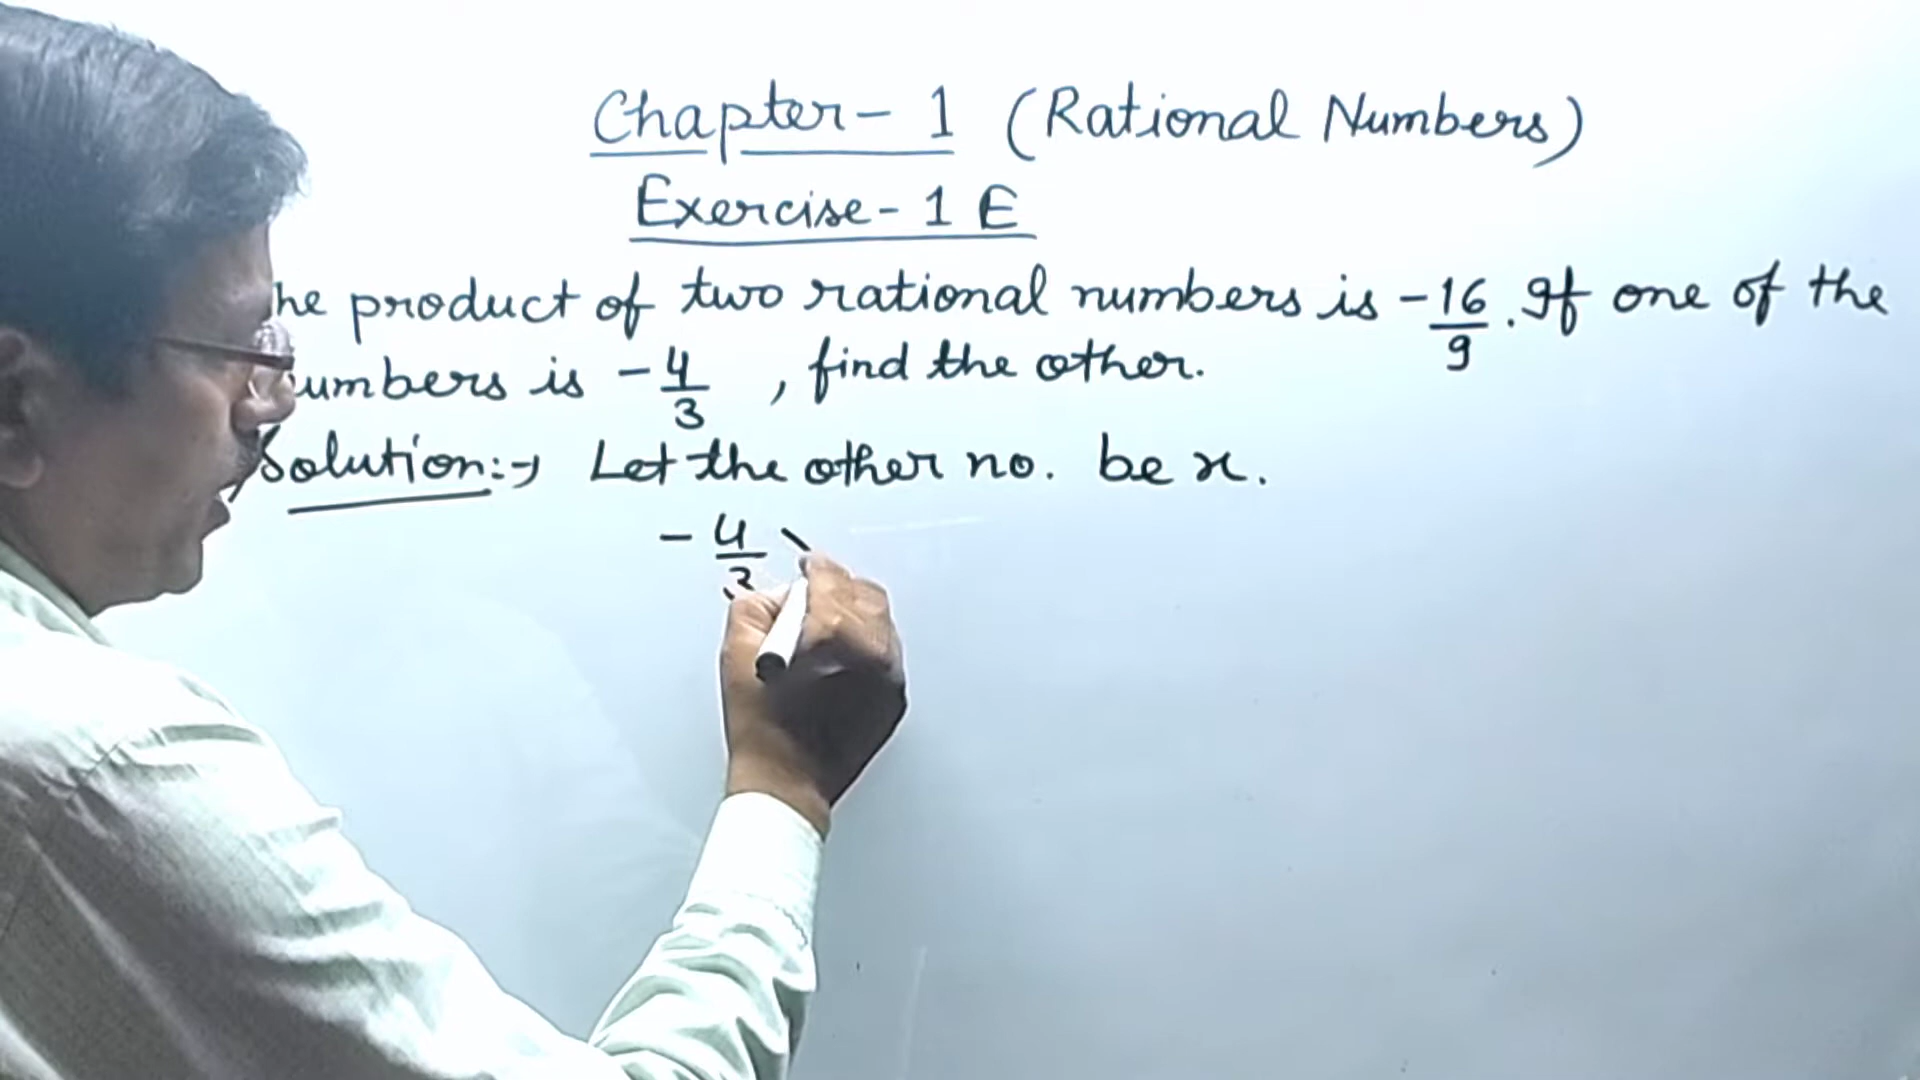 Chapter - 1 (Rational Numbers)
Exercise - 1 E
he product of two rational numbers is -16/9. If one of the
umbers is -4/3 , find the other.
Solution:→ Let the other no. be x.
-4/3